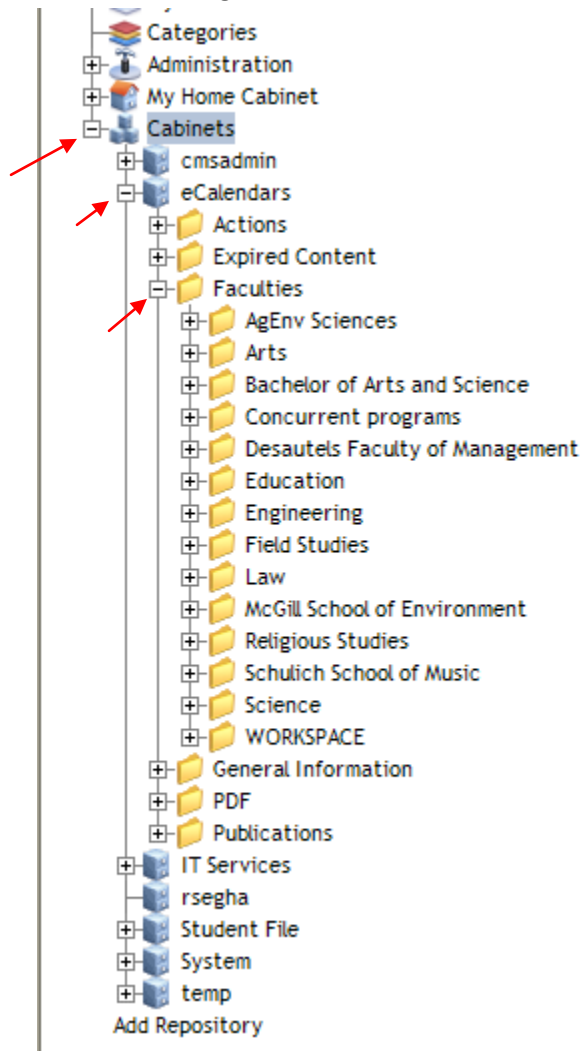 Categories
Administration
My Home Cabinet
Cabinets
cmsadmin
eCalendars
Actions
Expired Content
Faculties
AgEnv Sciences
Arts
Bachelor of Arts and Science
Concurrent programs
Desautels Faculty of Management
Education
Engineering
Field Studies
Law
McGill School of Environment
Religious Studies
Schulich School of Music
Science
WORKSPACE
General Information
PDF
Publications
IT Services
rsegha
Student File
System
temp
Add Repository